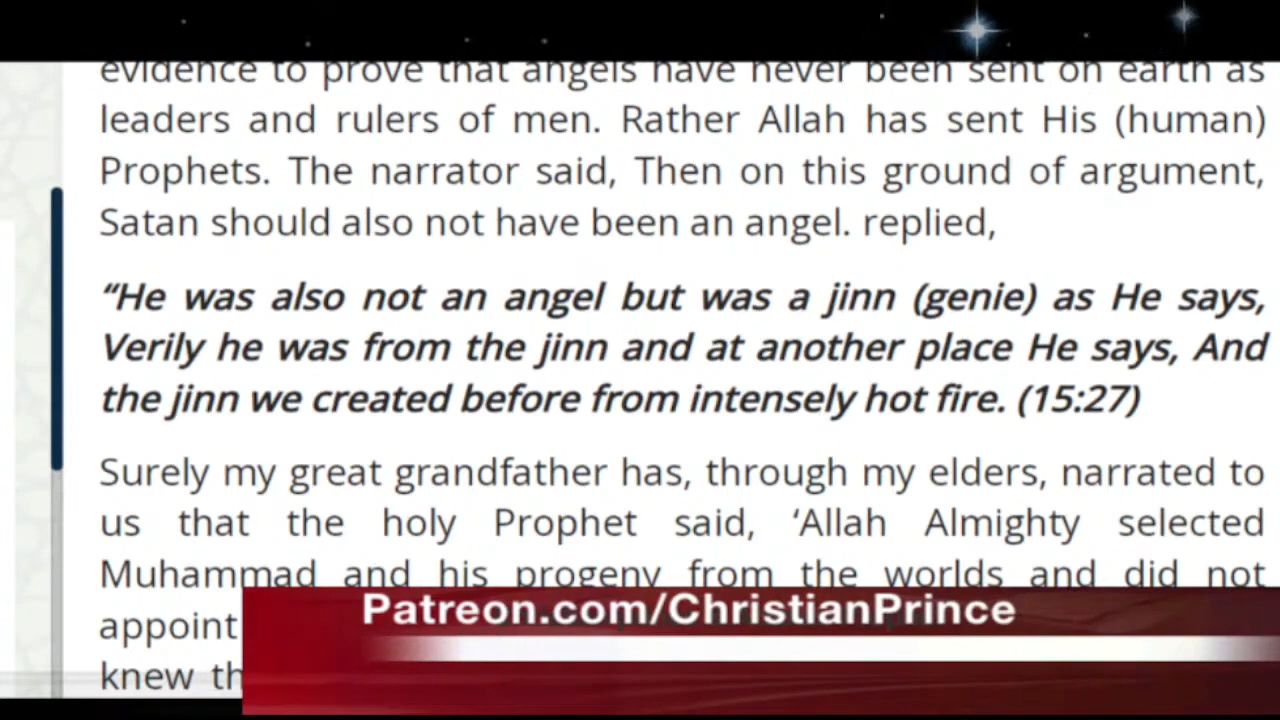 evidence to prove that angels have never been sent on earth as
leaders and rulers of men. Rather Allah has sent His (human)
Prophets. The narrator said, Then on this ground of argument,
Satan should also not have been an angel. replied,
“He was also not an angel but was a jinn (genie) as He says,
Verily he was from the jinn and at another place He says, And
the jinn we created before from intensely hot fire. (15:27)
Surely my great grandfather has, through my elders, narrated to
us that the holy Prophet said, ‘Allah Almighty selected
Muhammad and his progeny from the worlds and did not
appoint
knew
Patreon.com/ChristianPrince